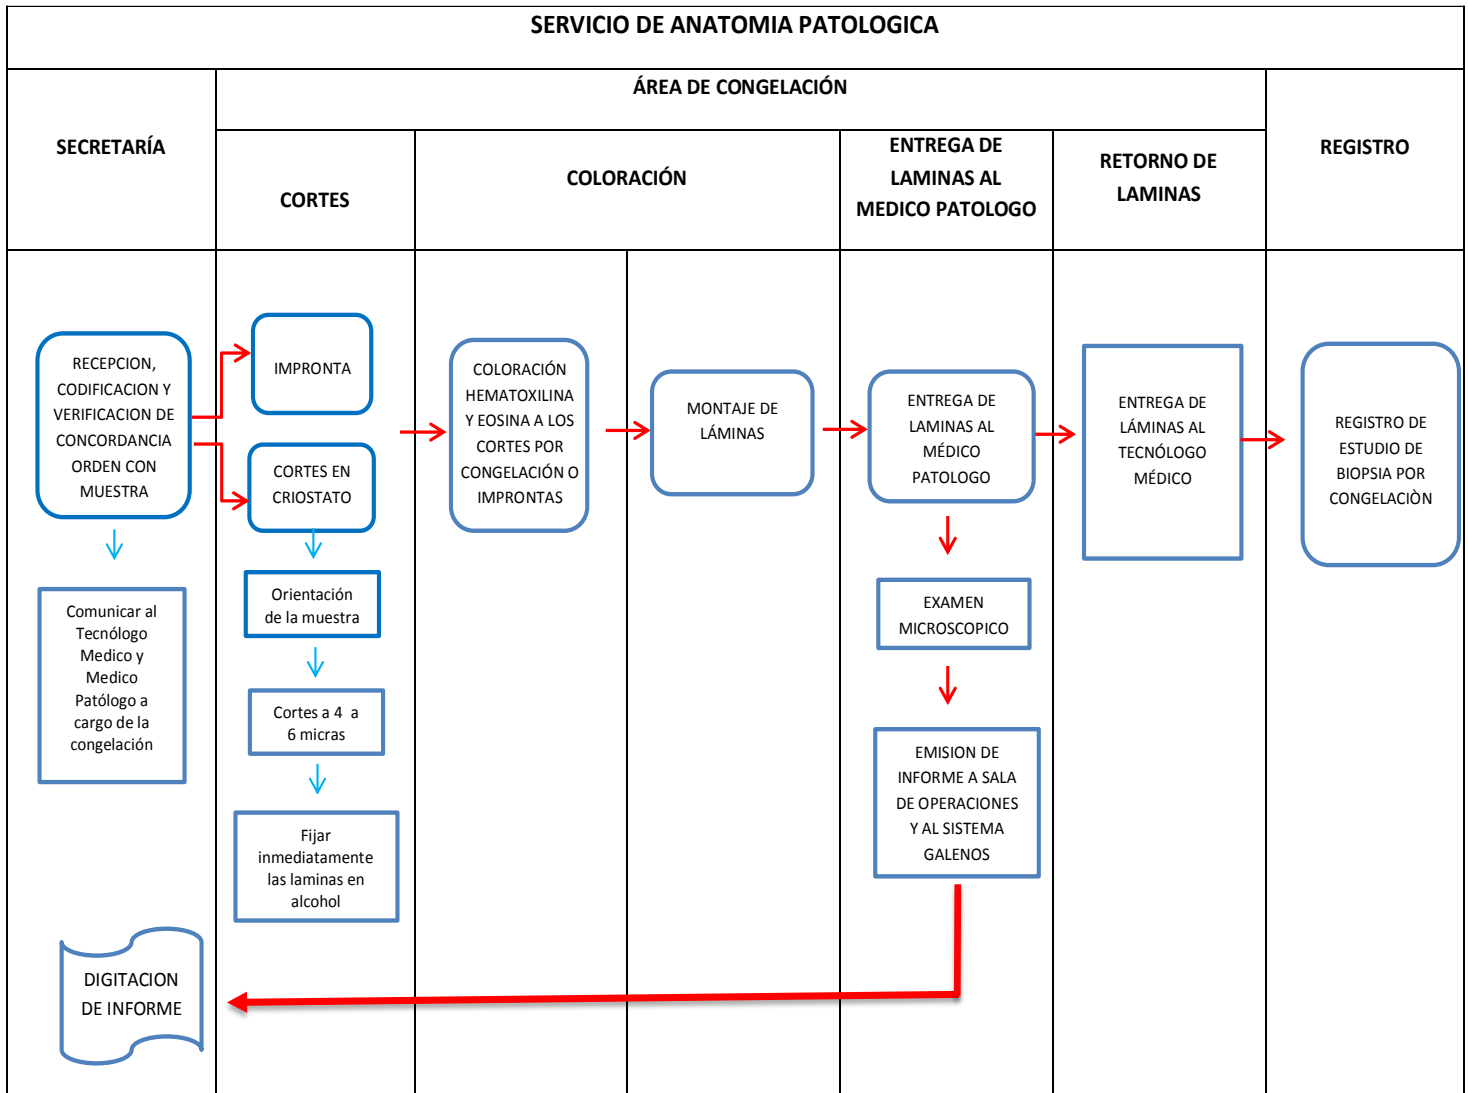 SERVICIO DE ANATOMIA PATOLOGICA
SECRETARÍA
ÁREA DE CONGELACIÓN
REGISTRO
CORTES
COLORACIÓN
ENTREGA DE
LAMINAS AL
MEDICO PATOLOGO
RETORNO DE
LAMINAS
RECEPCION,
CODIFICACION Y
VERIFICACION DE
CONCORDANCIA
ORDEN CON
MUESTRA
Comunicar al
Tecnólogo
Medico y
Medico
Patólogo a
cargo de la
congelación
DIGITACION
DE INFORME
IMPRONTA
CORTES EN
CRIOSTATO
Orientación
de la muestra
Cortes a 4 a
6 micras
Fijar
inmediatamente
las laminas en
alcohol
COLORACIÓN
HEMATOXILINA
Y EOSINA A LOS
CORTES POR
CONGELACIÓN O
IMPRONTAS
MONTAJE DE
LÁMINAS
ENTREGA DE
LAMINAS AL
MÉDICO
PATOLOGO
EXAMEN
MICROSCOPICO
EMISION DE
INFORME A SALA
DE OPERACIONES
Y AL SISTEMA
GALENOS
ENTREGA DE
LÁMINAS AL
TECNÓLOGO
MÉDICO
REGISTRO DE
ESTUDIO DE
BIOPSIA POR
CONGELACIÒN